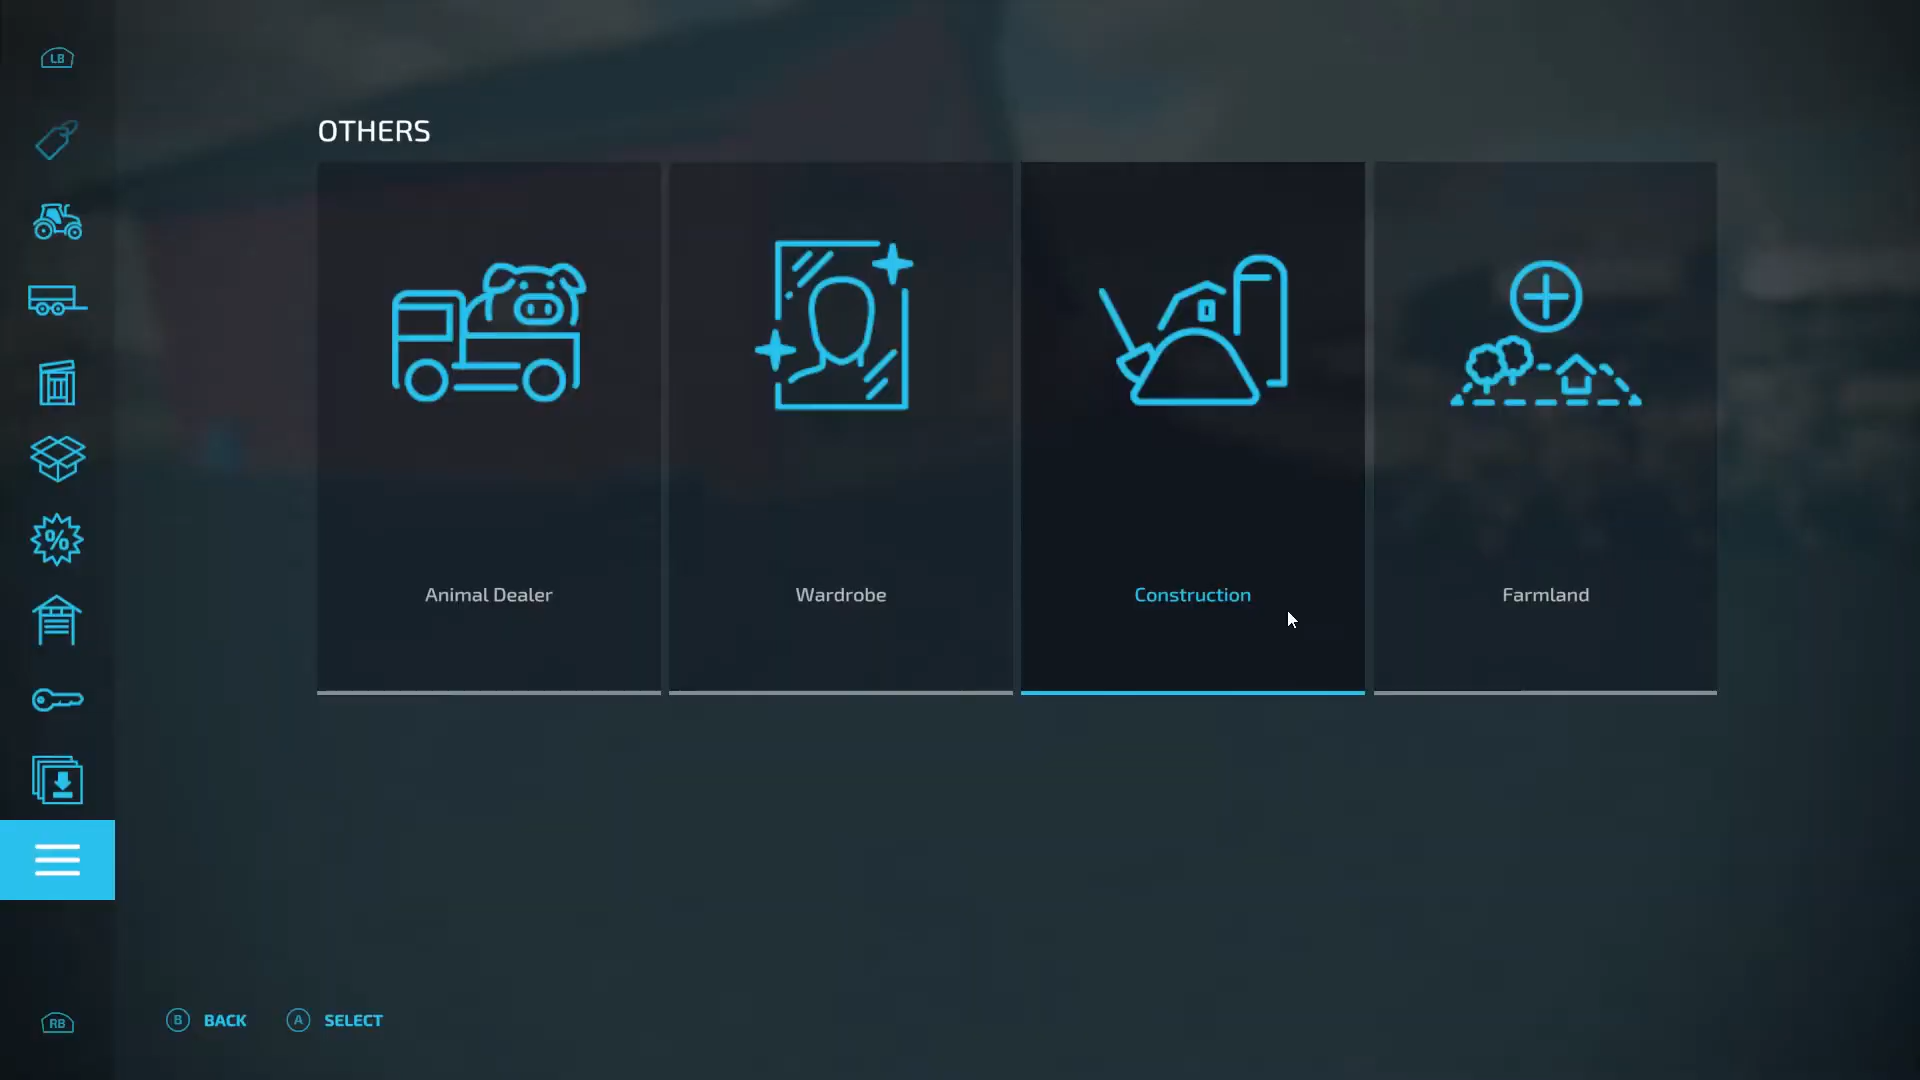 LB
OTHERS
%
Animal Dealer
Wardrobe
Construction
Farmland
RB
B BACK A SELECT